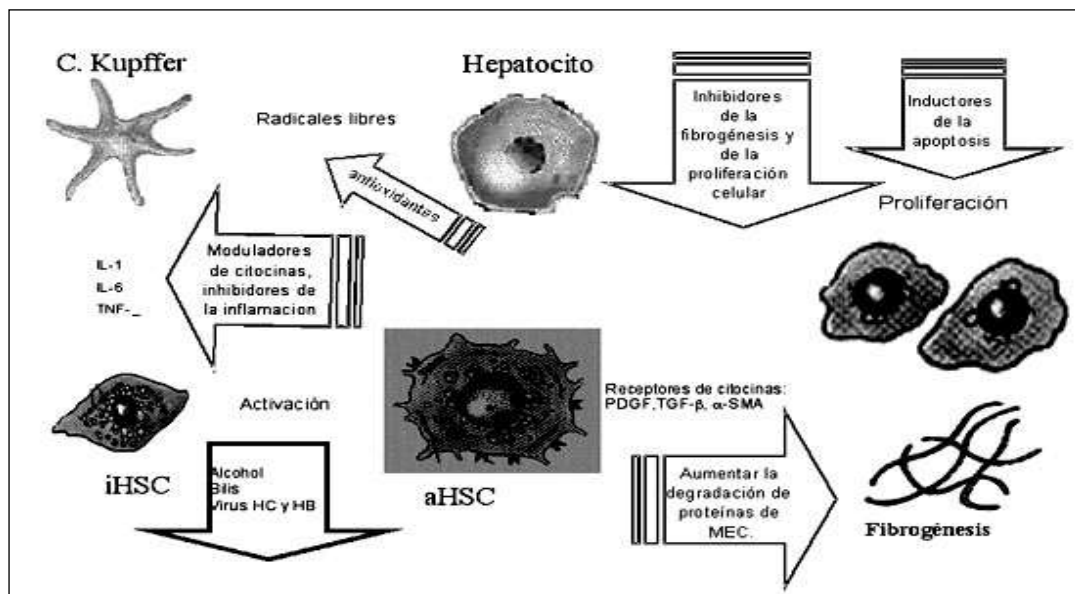 C. Kupffer
Hepatocito
Radicales libres
antioxidantes
Inhibidores
de la
fibrogénesis y
de la
proliferación
celular
Inductores
de la
apoptosis
Proliferación
IL-1
IL-6
TNF-_
Moduladores
de citocinas,
inhibidores de
la inflamacion
Activación
iHSC
Alcohol
Bilis
Virus HC y HB
aHSC
Receptores de citocinas:
PDGF,TGF-β, α-SMA
Aumentar la
degradación de
proteínas de
MEC.
Fibrogénesis